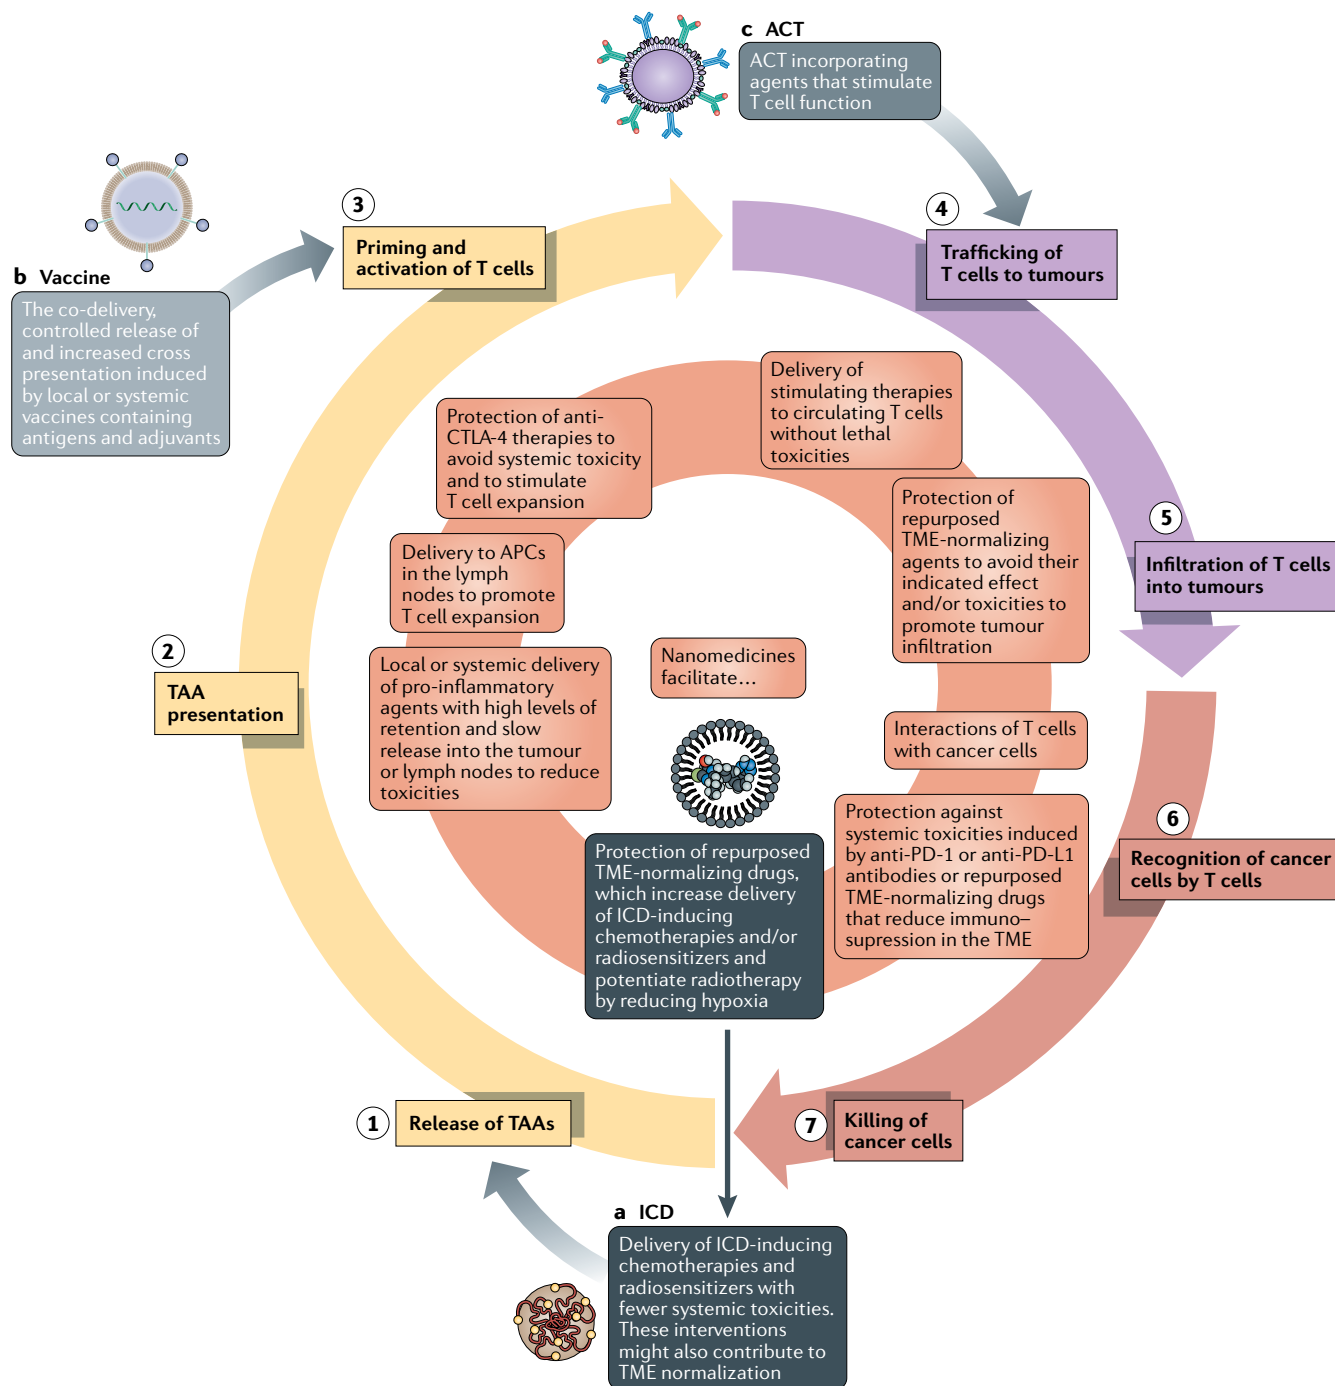 c ACT
ACT incorporating
agents that stimulate
T cell function
b Vaccine
The co-delivery,
controlled release of
and increased cross
presentation induced
by local or systemic
vaccines containing
antigens and adjuvants
3
Priming and
activation of T cells
4
Trafficking of
T cells to tumours
Delivery of
stimulating therapies
to circulating T cells
without lethal
toxicities
Protection of anti-
CTLA-4 therapies to
avoid systemic toxicity
and to stimulate
T cell expansion
Protection of
repurposed
TME-normalizing
agents to avoid their
indicated effect
and/or toxicities to
promote tumour
infiltration
5
Infiltration of T cells
into tumours
Delivery to APCs
in the lymph
nodes to promote
T cell expansion
2
TAA
presentation
Local or systemic delivery
of pro-inflammatory
agents with high levels of
retention and slow
release into the tumour
or lymph nodes to reduce
toxicities
Nanomedicines
facilitate...
Interactions of T cells
with cancer cells
Protection against
systemic toxicities induced
by anti-PD-1 or anti-PD-L1
antibodies or repurposed
TME-normalizing drugs
that reduce immuno–
supression in the TME
6
Recognition of cancer
cells by T cells
Protection of repurposed
TME-normalizing drugs,
which increase delivery
of ICD-inducing
chemotherapies and/or
radiosensitizers and
potentiate radiotherapy
by reducing hypoxia
1
Release of TAAs
7
Killing of
cancer cells
a ICD
Delivery of ICD-inducing
chemotherapies and
radiosensitizers with
fewer systemic toxicities.
These interventions
might also contribute to
TME normalization